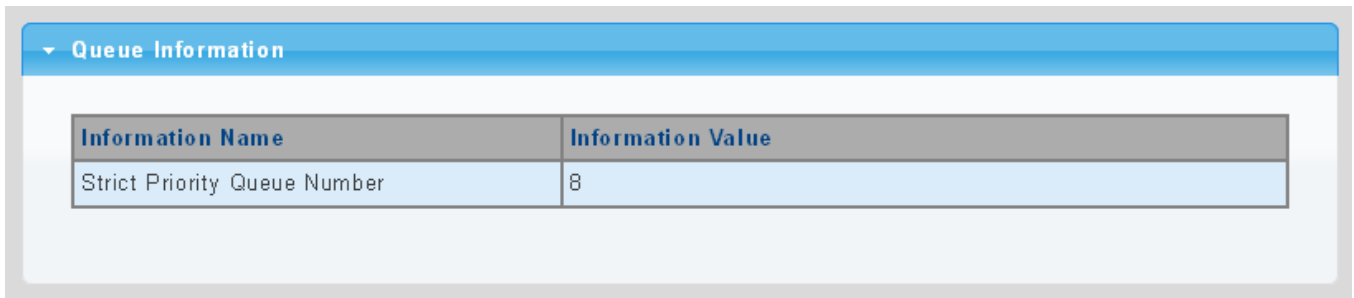 Queue Information
Information Name Information Value
Strict Priority Queue Number 8